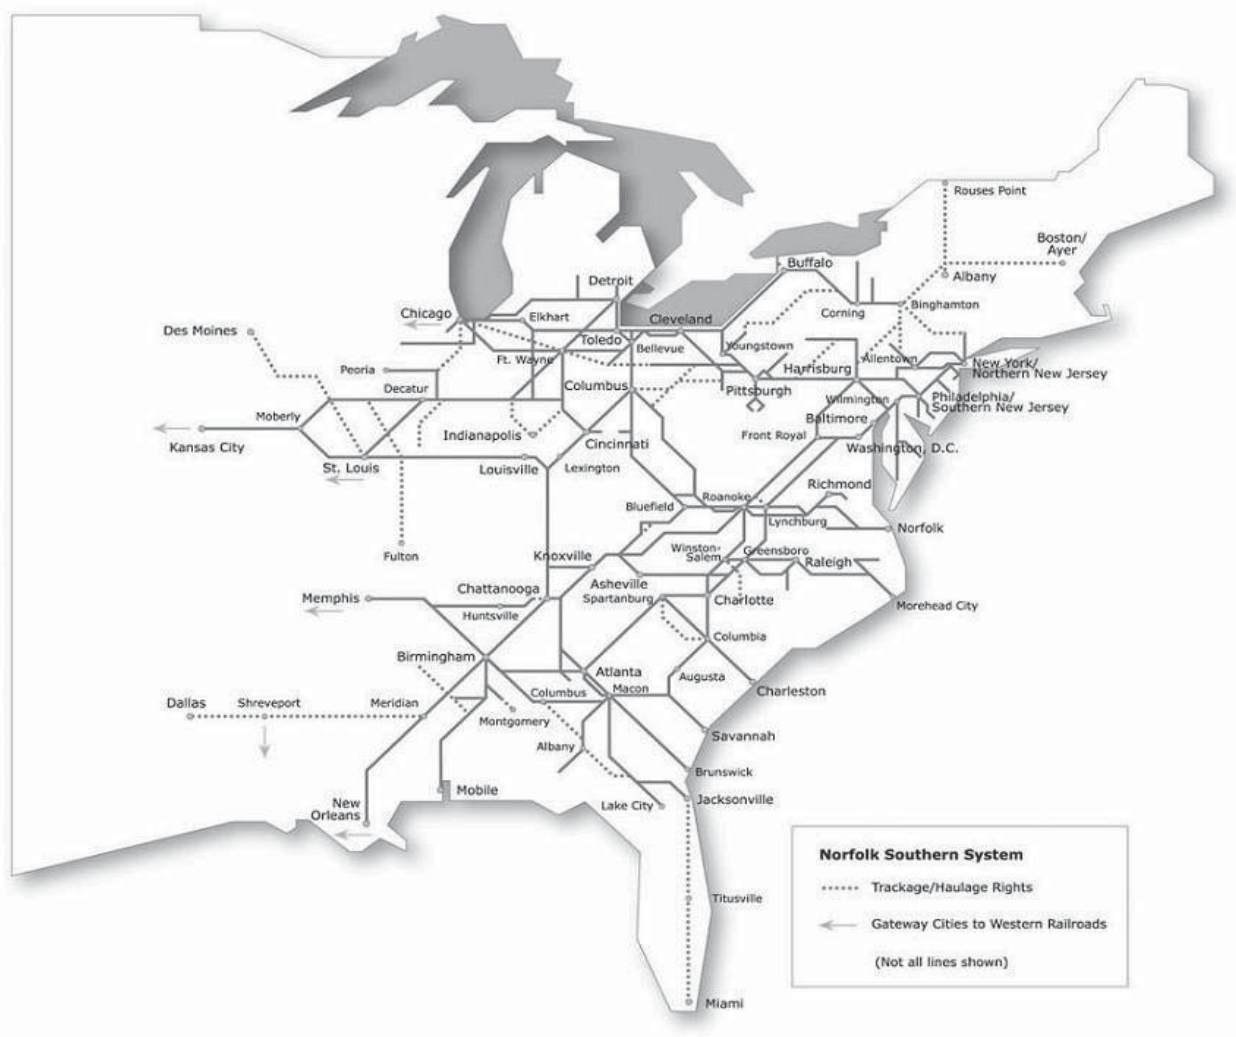 Rouses Point
Boston/
Ayer
Albany
Buffalo
Detroit
Binghamton
Corning
Chicago
Elkhart
Cleveland
Des Moines
Toledo
Bellevue
Youngstown
Ft. Wayne
Allentown
New York/
Northern New Jersey
Peoria
Harrisburg
Decatur
Columbus
Pittsburgh
Wilmington
Philadelphia/
Southern New Jersey
Moberly
Baltimore
Indianapolis
Cincinnati
Front Royal
Kansas City
Washington, D.C.
St. Louis
Louisville
Lexington
Richmond
Roanoke
Bluefield
Lynchburg
Norfolk
Fulton
Knoxville
Winston-
Salem
Greensboro
Raleigh
Asheville
Chattanooga
Memphis
Spartanburg
Charlotte
Morehead City
Huntsville
Columbia
Birmingham
Atlanta
Augusta
Charleston
Columbus
Macon
Dallas
Shreveport
Meridian
Montgomery
Savannah
Albany
Brunswick
Mobile
Jacksonville
New
Orleans
Lake City
Norfolk Southern System
Trackage/Haulage Rights
Titusville
Gateway Cities to Western Railroads
(Not all lines shown)
Miami